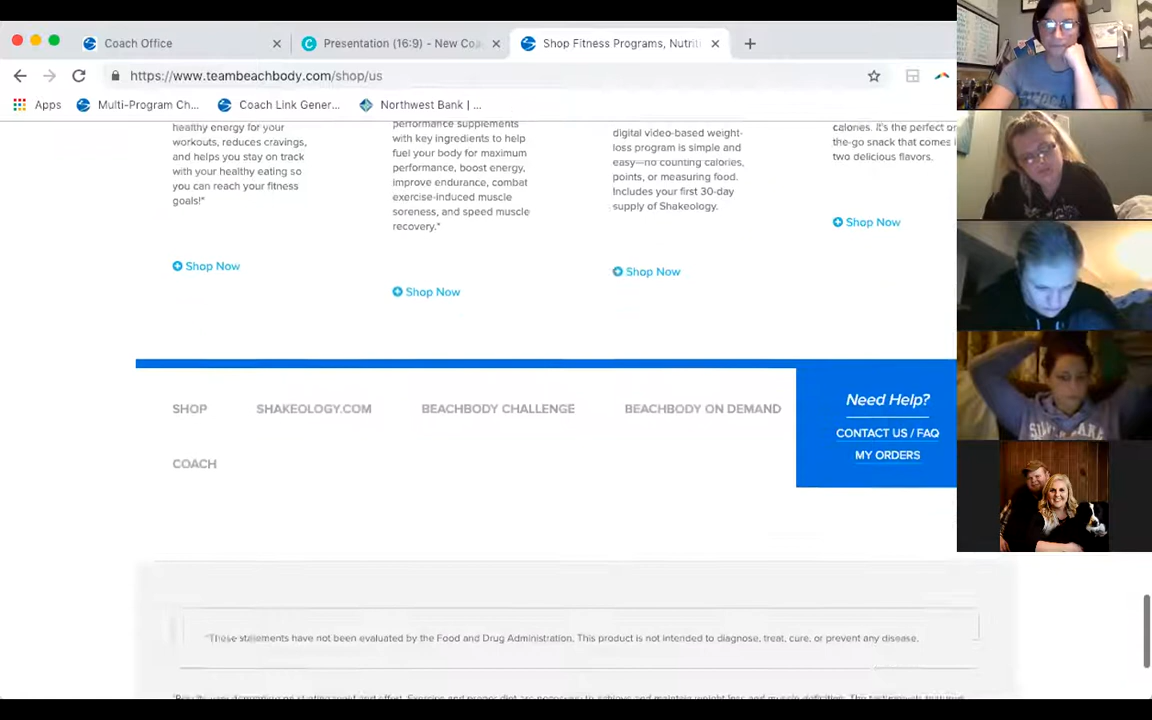 Coach Office
Presentation (16:9) - New Coa
Shop Fitness Programs, Nutrit
https://www.teambeachbody.com/shop/us
Apps
Multi-Program Ch...
Coach Link Gener...
Northwest Bank | ...
healthy energy for your
workouts, reduces cravings,
and helps you stay on track
with your healthy eating so
you can reach your fitness
goals!*
Shop Now
performance supplements
with key ingredients to help
fuel your body for maximum
performance, boost energy,
improve endurance, combat
exercise-induced muscle
soreness, and speed muscle
recovery.*
Shop Now
digital video-based weight-
loss program is simple and
easy—no counting calories,
points, or measuring food.
Includes your first 30-day
supply of Shakeology.
Shop Now
calories. It's the perfect on
the-go snack that comes i
two delicious flavors.
Shop Now
SHOP
SHAKEOLOGY.COM
BEACHBODY CHALLENGE
BEACHBODY ON DEMAND
COACH
Need Help?
CONTACT US / FAQ
MY ORDERS
*These statements have not been evaluated by the Food and Drug Administration. This product is not intended to diagnose, treat, cure, or prevent any disease.